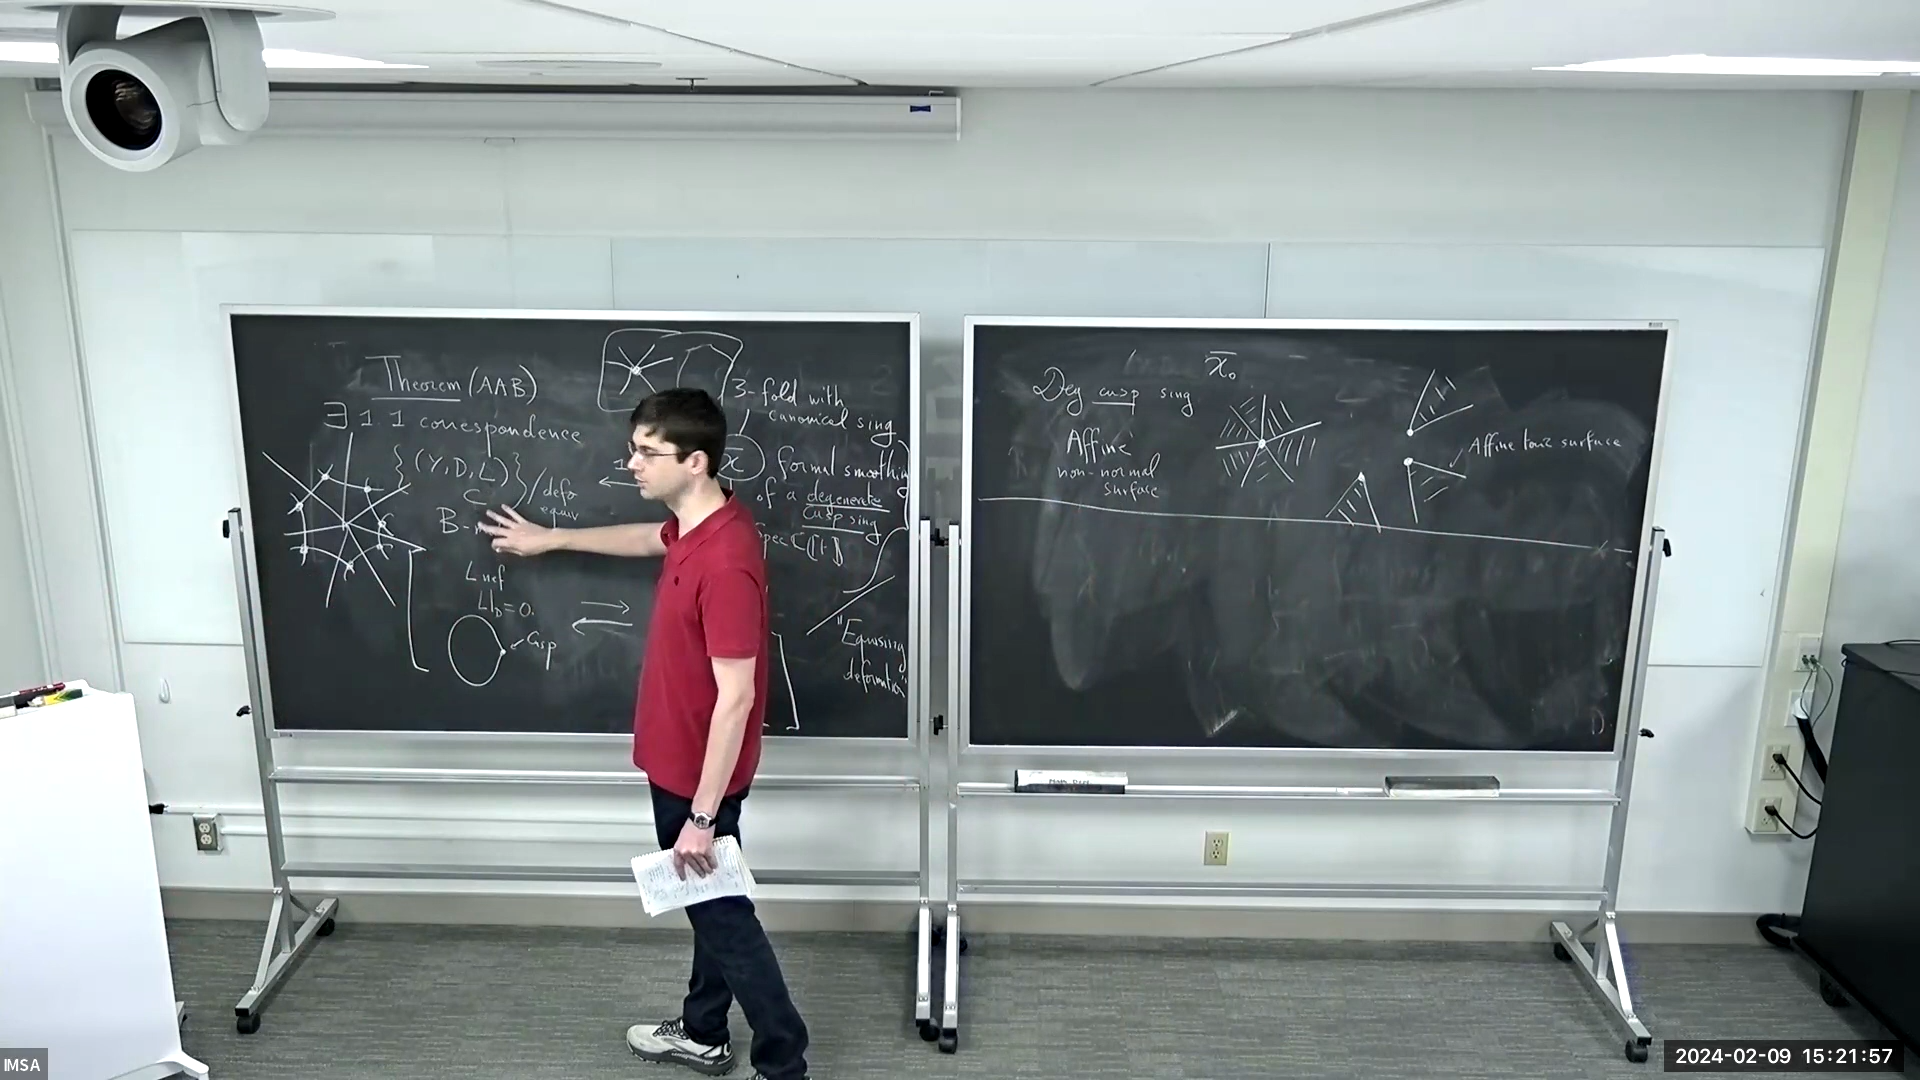 Theorem (AAB)
∃ 1:1 correspondence
{(Y, D, L)} / defo equiv
C
B-
L nef
L|_D = 0.
Cusp
3-fold with
canonical sing
formal smoothing
of a degenerate
cusp sing
Spec ℂ[[t]]
"Equising
deformation"
Deg cusp sing
Affine
non-normal
surface
Affine toric surface
D
IMSA
2024-02-09 15:21:57